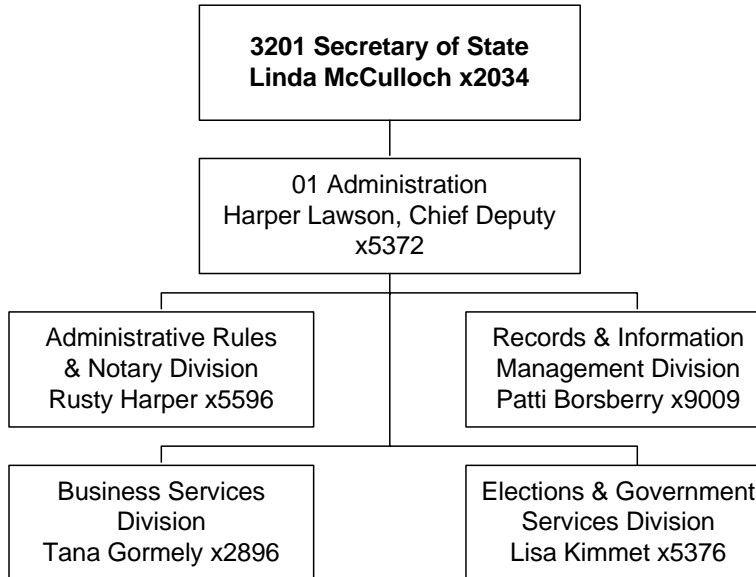 3201 Secretary of State
Linda McCulloch x2034
01 Administration
Harper Lawson, Chief Deputy
x5372
Administrative Rules
& Notary Division
Rusty Harper x5596
Records & Information
Management Division
Patti Borsberry x9009
Business Services
Division
Tana Gormely x2896
Elections & Government
Services Division
Lisa Kimmet x5376